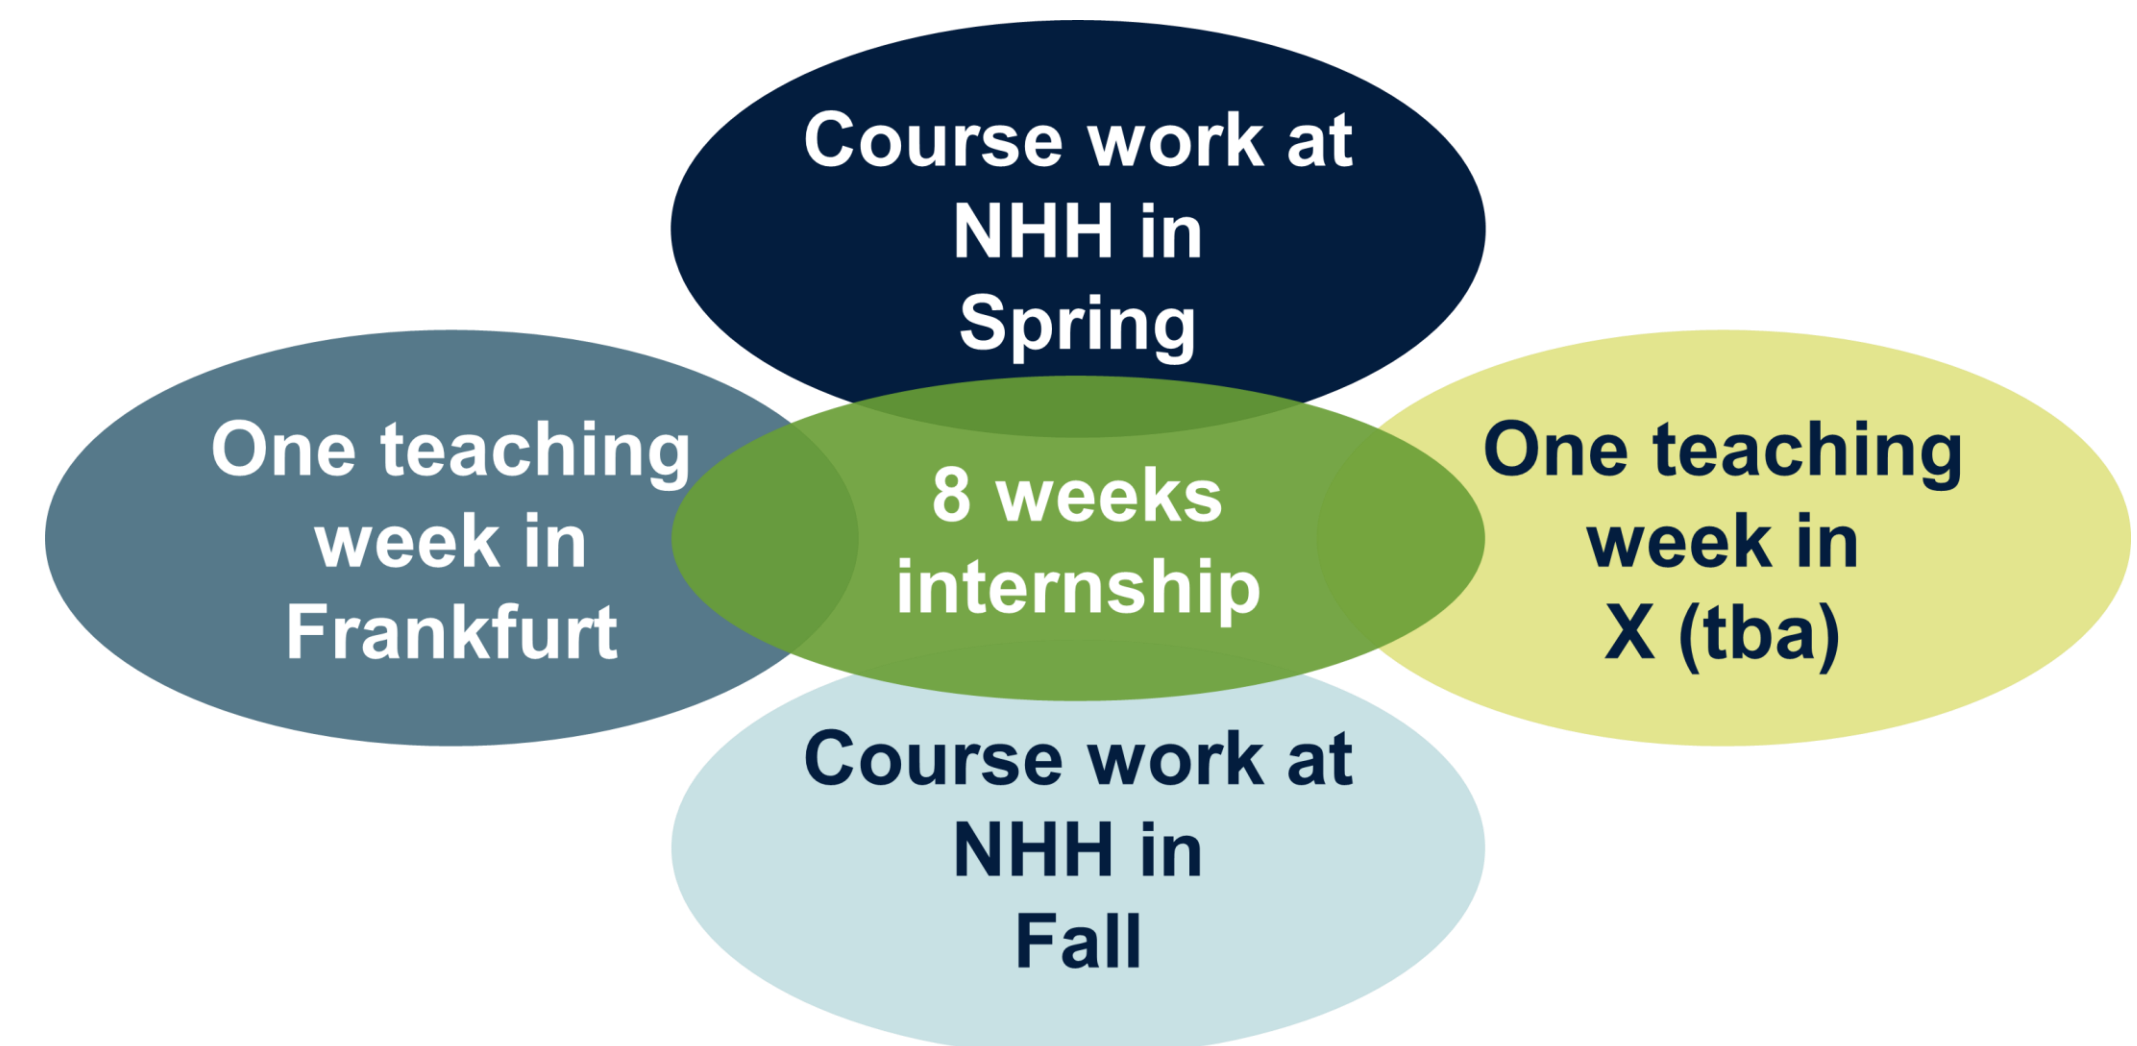 Course work at
NHH in
Spring
One teaching
week in
Frankfurt
8 weeks
internship
One teaching
week in
X (tba)
Course work at
NHH in
Fall